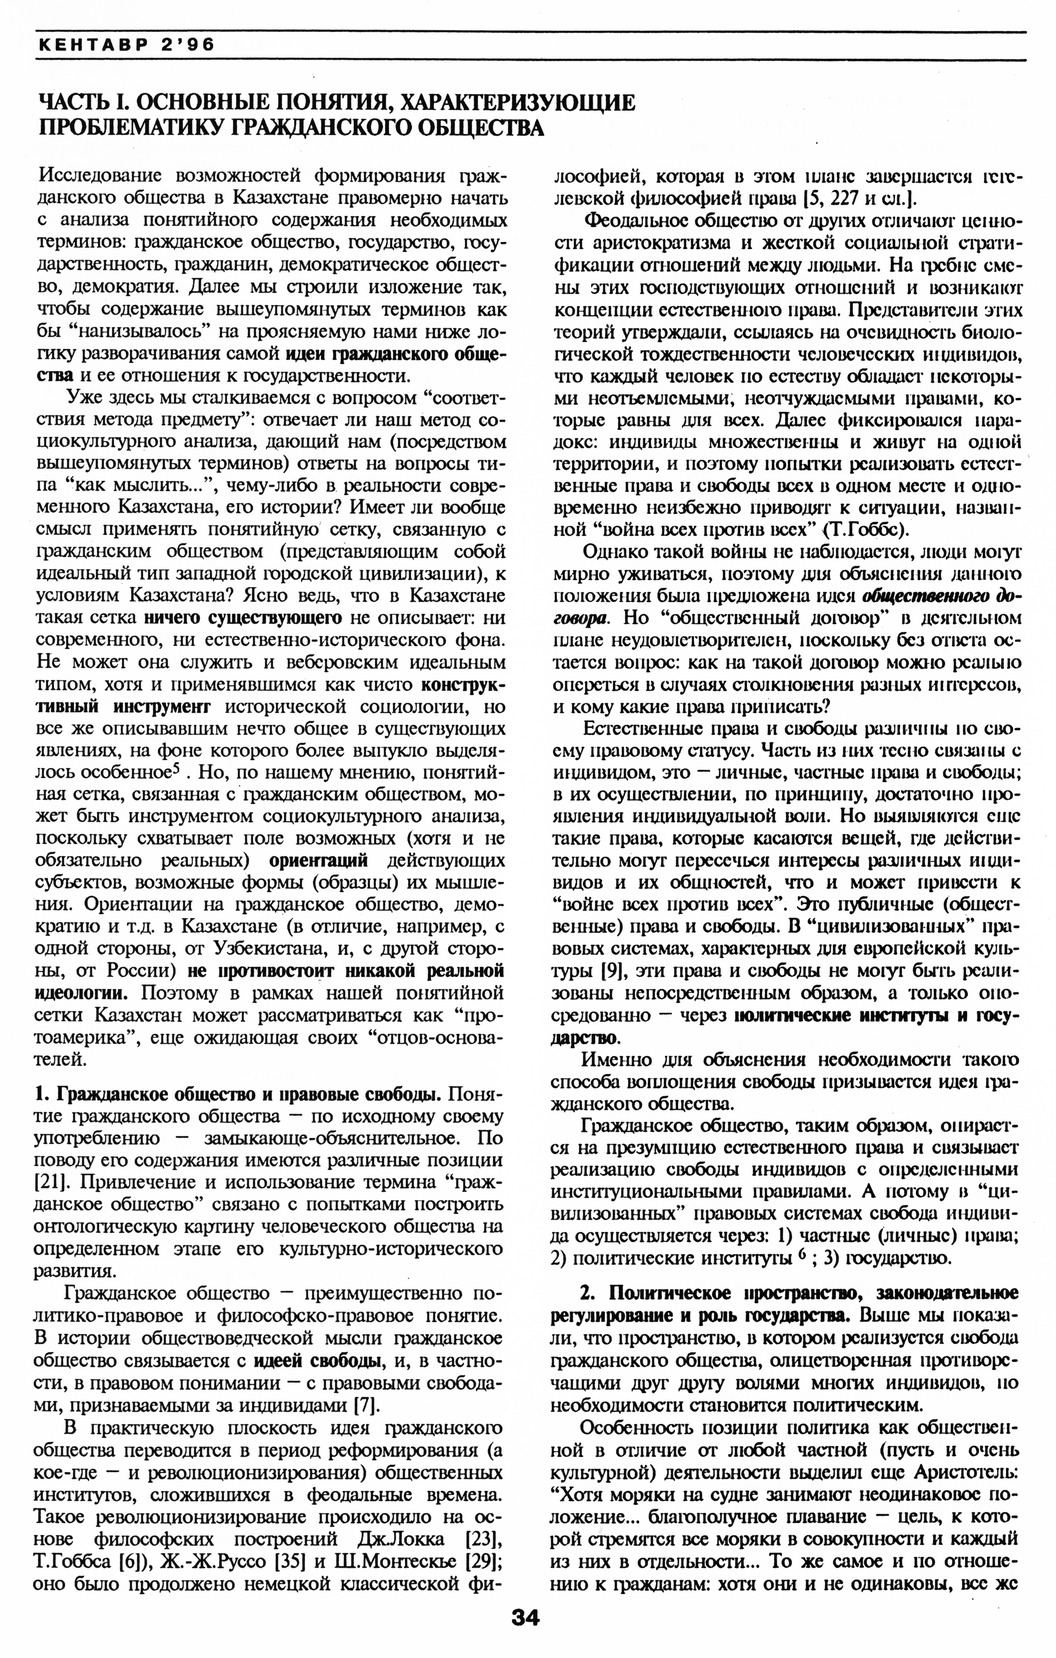 КЕНТАВР 2’96
ЧАСТЬ I. ОСНОВНЫЕ ПОНЯТИЯ, ХАРАКТЕРИЗУЮЩИЕ
ПРОБЛЕМАТИКУ ГРАЖДАНСКОГО ОБЩЕСТВА
Исследование возможностей формирования граж-
данского общества в Казахстане правомерно начать
с анализа понятийного содержания необходимых
терминов: гражданское общество, государство, госу-
дарственность, гражданин, демократическое общест-
во, демократия. Далее мы строили изложение так,
чтобы содержание вышеупомянутых терминов как
бы “нанизывалось” на проясняемую нами ниже ло-
гику разворачивания самой идеи гражданского обще-
ства и ее отношения к государственности.
Уже здесь мы сталкиваемся с вопросом “соответ-
ствия метода предмету”: отвечает ли наш метод со-
циокультурного анализа, дающий нам (посредством
вышеупомянутых терминов) ответы на вопросы ти-
па “как мыслить...”, чему-либо в реальности совре-
менного Казахстана, его истории? Имеет ли вообще
смысл применять понятийную сетку, связанную с
гражданским обществом (представляющим собой
идеальный тип западной городской цивилизации), к
условиям Казахстана? Ясно ведь, что в Казахстане
такая сетка ничего существующего не описывает: ни
современного, ни естественно-исторического фона.
Не может она служить и веберовским идеальным
типом, хотя и применявшимся как чисто конструк-
тивный инструмент исторической социологии, но
все же описывавшим нечто общее в существующих
явлениях, на фоне которого более выпукло выделя-
лось особенное5 . Но, по нашему мнению, понятий-
ная сетка, связанная с гражданским обществом, мо-
жет быть инструментом социокультурного анализа,
поскольку схватывает поле возможных (хотя и не
обязательно реальных) ориентаций действующих
субъектов, возможные формы (образцы) их мышле-
ния. Ориентации на гражданское общество, демо-
кратию и т.д. в Казахстане (в отличие, например, с
одной стороны, от Узбекистана, и, с другой сторо-
ны, от России) не противостоит никакой реальной
идеологии. Поэтому в рамках нашей понятийной
сетки Казахстан может рассматриваться как “про-
тоамерика”, еще ожидающая своих “отцов-основа-
телей.
1. Гражданское общество и правовые свободы. Поня-
тие гражданского общества — по исходному своему
употреблению — замыкающе-объяснительное. По
поводу его содержания имеются различные позиции
[21]. Привлечение и использование термина “граж-
данское общество” связано с попытками построить
онтологическую картину человеческого общества на
определенном этапе его культурно-исторического
развития.
Гражданское общество — преимущественно по-
литико-правовое и философско-правовое понятие.
В истории обществоведческой мысли гражданское
общество связывается с идеей свободы, и, в частно-
сти, в правовом понимании — с правовыми свобода-
ми, признаваемыми за индивидами [7].
В практическую плоскость идея гражданского
общества переводится в период реформирования (а
кое-где — и революционизирования) общественных
институтов, сложившихся в феодальные времена.
Такое революционизирование происходило на ос-
нове философских построений Дж.Локка [23],
Т.Гоббса [6]), Ж.-Ж.Руссо [35] и Ш.Монтескье [29];
оно было продолжено немецкой классической фи-
лософией, которая в этом плане завершается геге-
левской философией права [5, 227 и сл.].
Феодальное общество от других отличают ценно-
сти аристократизма и жесткой социальной страти-
фикации отношений между людьми. На гребне сме-
ны этих господствующих отношений и возникают
концепции естественного права. Представители этих
теорий утверждали, ссылаясь на очевидность биоло-
гической тождественности человеческих индивидов,
что каждый человек по естеству обладает некоторы-
ми неотъемлемыми, неотчуждаемыми правами, ко-
торые равны для всех. Далее фиксировался пара-
докс: индивиды множественны и живут на одной
территории, и поэтому попытки реализовать естест-
венные права и свободы всех в одном месте и одно-
временно неизбежно приводят к ситуации, назван-
ной “война всех против всех” (Т.Гоббс).
Однако такой войны не наблюдается, люди могут
мирно уживаться, поэтому для объяснения данного
положения была предложена идея общественного до-
говора. Но “общественный договор” в деятельном
плане неудовлетворителен, поскольку без ответа ос-
тается вопрос: как на такой договор можно реально
опереться в случаях столкновения разных интересов,
и кому какие права приписать?
Естественные права и свободы различны по сво-
ему правовому статусу. Часть из них тесно связаны с
индивидом, это — личные, частные права и свободы;
в их осуществлении, по принципу, достаточно про-
явления индивидуальной воли. Но выявляются еще
такие права, которые касаются вещей, где действи-
тельно могут пересечься интересы различных инди-
видов и их общностей, что и может привести к
“войне всех против всех”. Это публичные (общест-
венные) права и свободы. В “цивилизованных” пра-
вовых системах, характерных для европейской куль-
туры [9], эти права и свободы не могут быть реали-
зованы непосредственным образом, а только опо-
средованно — через политические институты и госу-
дарство.
Именно для объяснения необходимости такого
способа воплощения свободы призывается идея гра-
жданского общества.
Гражданское общество, таким образом, опирает-
ся на презумпцию естественного права и связывает
реализацию свободы индивидов с определенными
институциональными правилами. А потому в “ци-
вилизованных” правовых системах свобода индиви-
да осуществляется через: 1) частные (личные) права;
2) политические институты 6 ; 3) государство.
2. Политическое пространство, законодательное
регулирование и роль государства. Выше мы показа-
ли, что пространство, в котором реализуется свобода
гражданского общества, олицетворенная противоре-
чащими друг другу волями многих индивидов, по
необходимости становится политическим.
Особенность позиции политика как обществен-
ной в отличие от любой частной (пусть и очень
культурной) деятельности выделил еще Аристотель:
“Хотя моряки на судне занимают неодинаковое по-
ложение... благополучное плавание — цель, к кото-
рой стремятся все моряки в совокупности и каждый
из них в отдельности... То же самое и по отноше-
нию к гражданам: хотя они и не одинаковы, все же
34